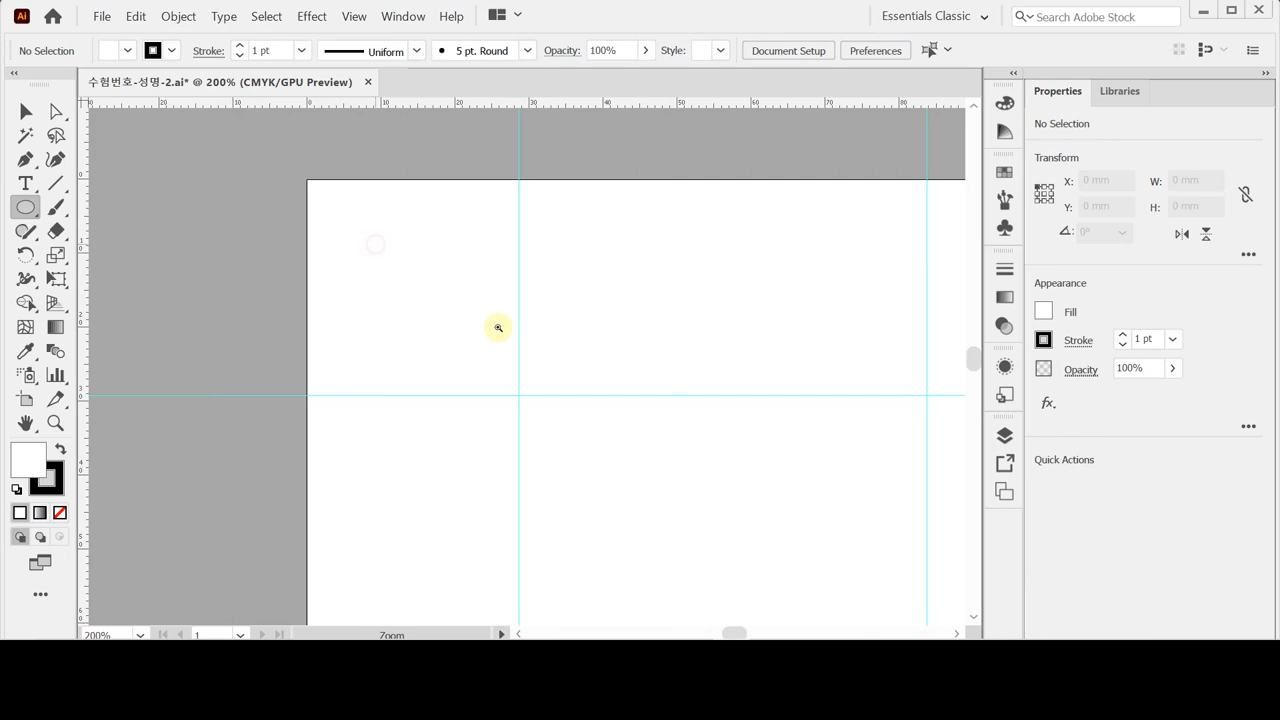 Ai File Edit Object Type Select Effect View Window Help Essentials Classic Search Adobe Stock
No Selection Stroke: 1 pt Uniform 5 pt. Round Opacity: 100% Style: Document Setup Preferences
수험번호-성명-2.ai* @ 200% (CMYK/GPU Preview)
Properties Libraries
No Selection
Transform
X: 0 mm W: 0 mm
Y: 0 mm H: 0 mm
0°
Appearance
Fill
Stroke 1 pt
Opacity 100%
fx.
Quick Actions
200% 1 Zoom